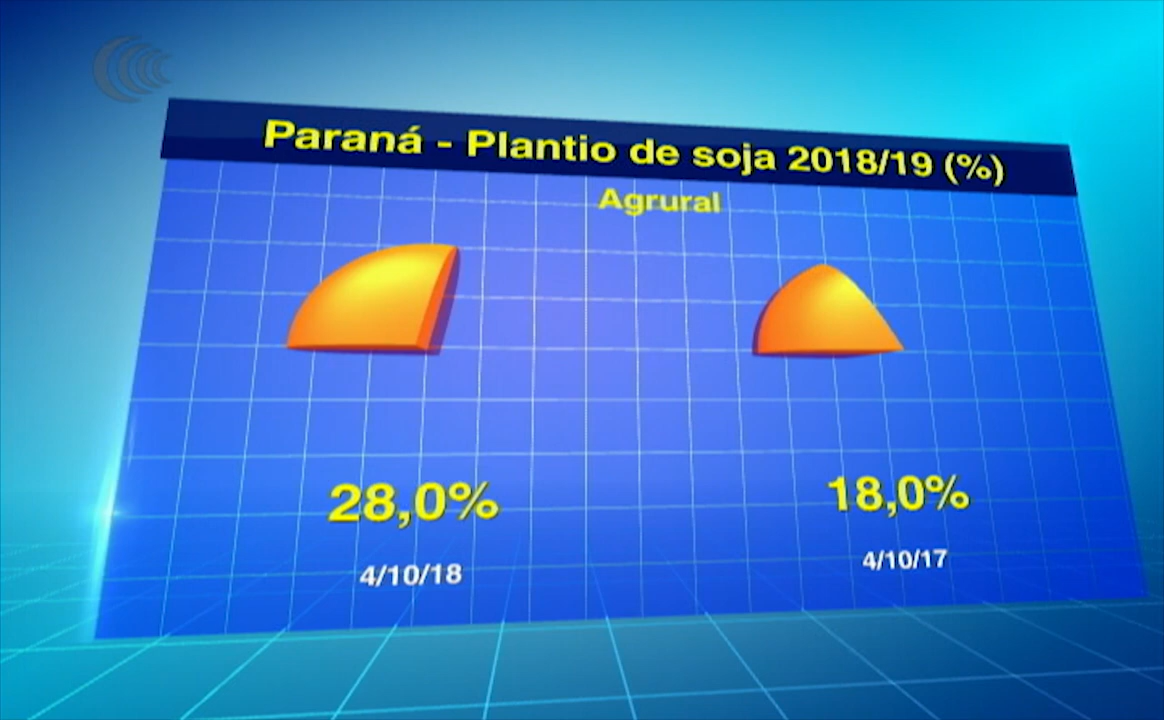 Paraná - Plantio de soja 2018/19 (%)
Agrural
28,0%
18,0%
4/10/18
4/10/17